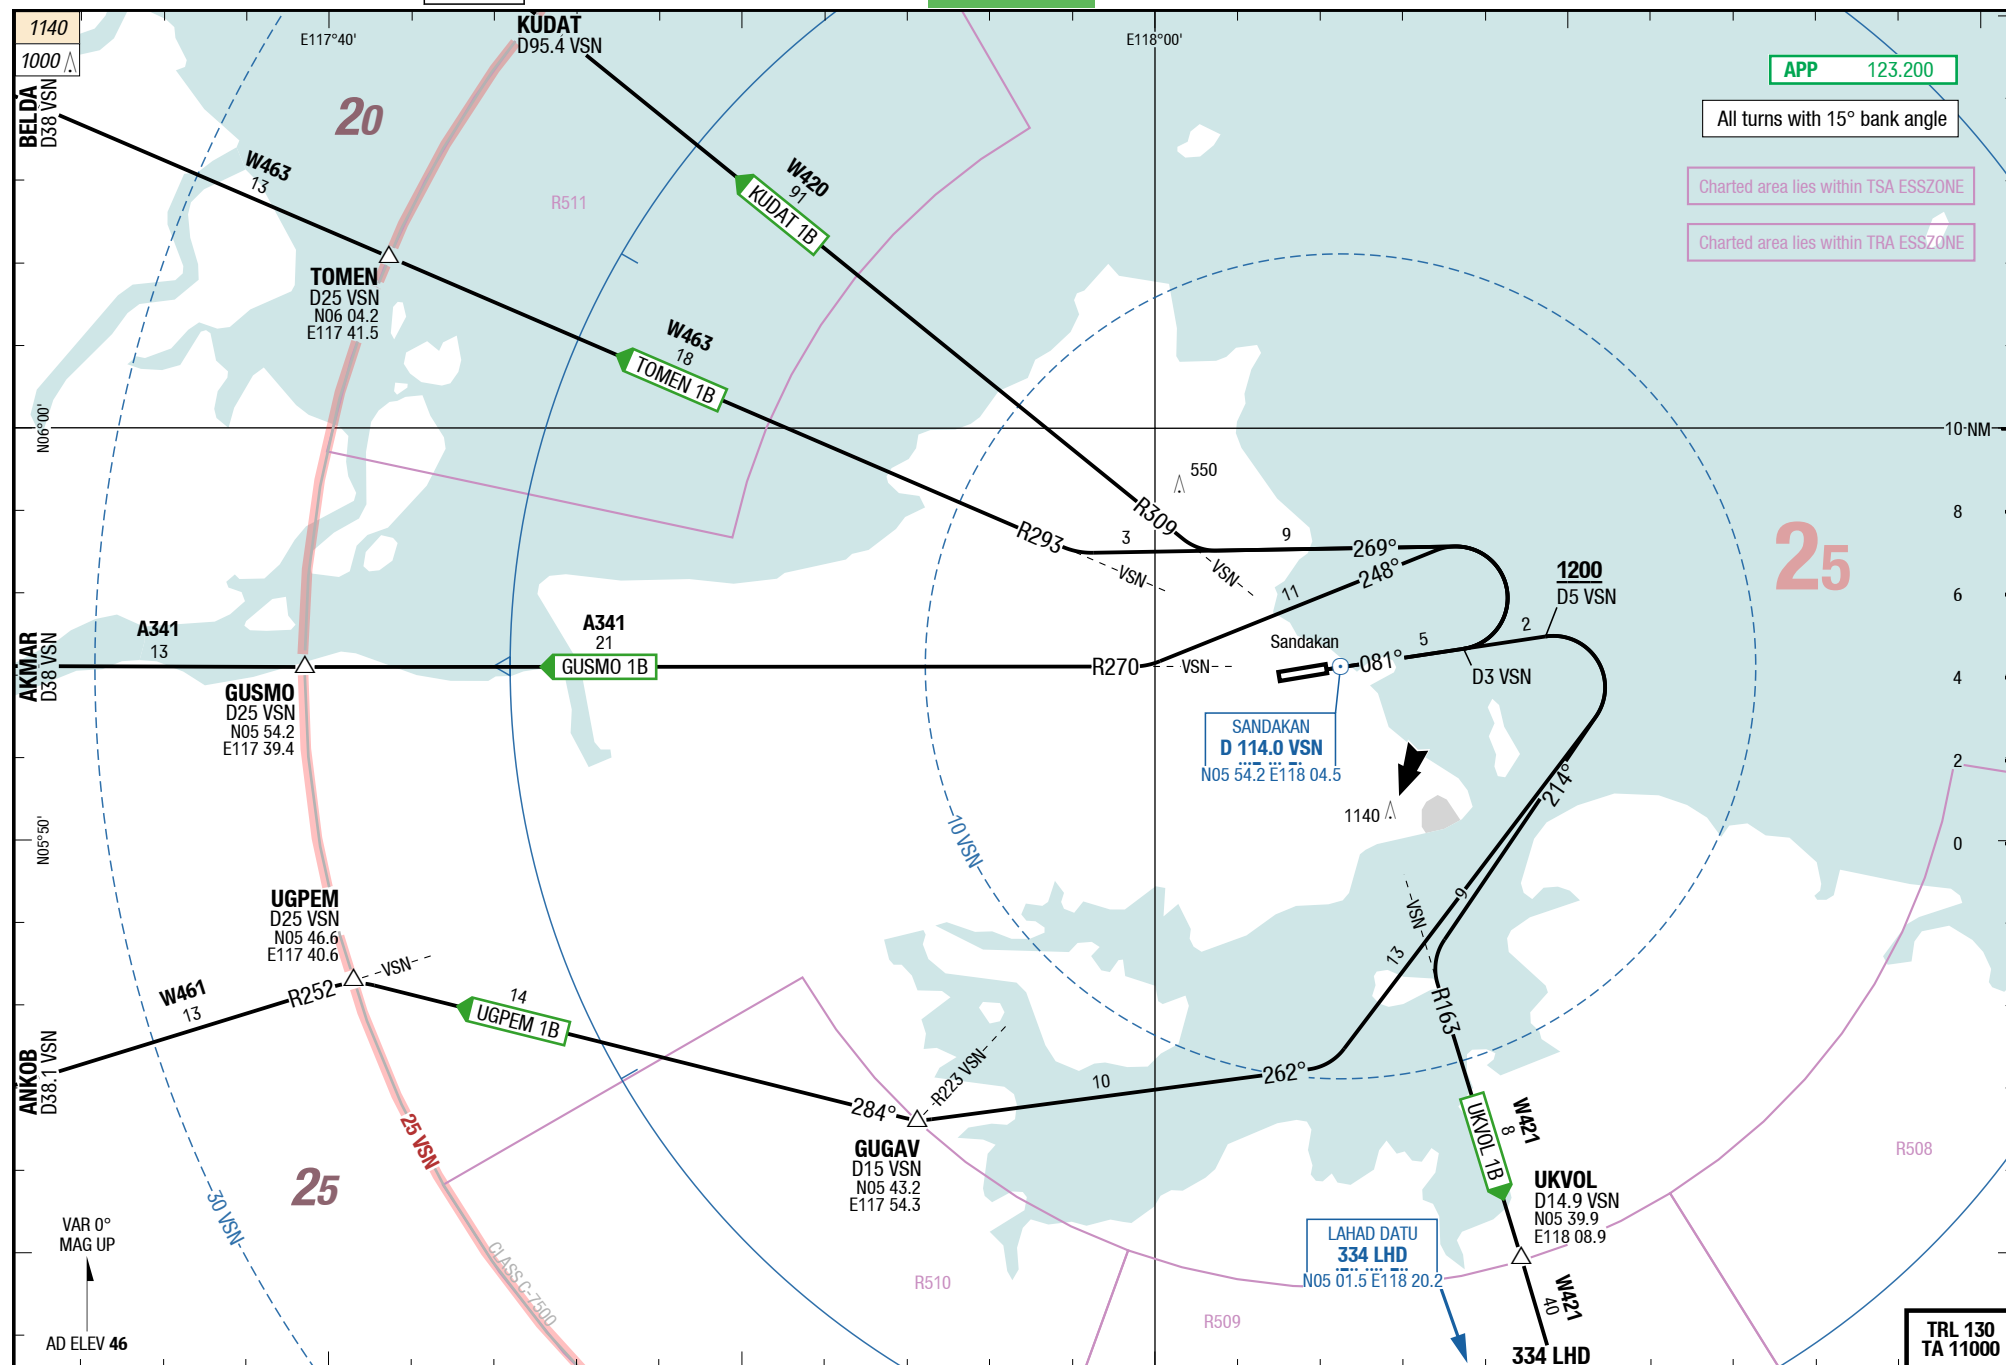 1140
1000
KUDAT
D95.4 VSN
E117°40'
E118°00'
APP 123.200
All turns with 15° bank angle
Charted area lies within TSA ESSZONE
Charted area lies within TRA ESSZONE
BELDA
D38 VSN
20
W463
13
R511
W420
91
KUDAT 1B
TOMEN
D25 VSN
N06 04.2
E117 41.5
W463
18
TOMEN 1B
N06°00'
10 NM
8
6
4
2
0
550
R309
R293
3
9
269°
VSN
VSN
248°
11
25
1200
D5 VSN
2
5
Sandakan
081°
D3 VSN
AKMAR
D38 VSN
A341
13
A341
21
GUSMO 1B
R270
VSN
GUSMO
D25 VSN
N05 54.2
E117 39.4
SANDAKAN
D 114.0 VSN
N05 54.2 E118 04.5
214°
1140
10 VSN
N05°50'
UGPEM
D25 VSN
N05 46.6
E117 40.6
VSN
VSN
9
13
W461
13
R252
14
UGPEM 1B
R163
ANKOB
D38.1 VSN
10
262°
R223 VSN
284°
GUGAV
D15 VSN
N05 43.2
E117 54.3
25 VSN
W421
8
UKVOL 1B
UKVOL
D14.9 VSN
N05 39.9
E118 08.9
R508
25
30 VSN
VAR 0°
MAG UP
AD ELEV 46
CLASS C-7500
R510
R509
LAHAD DATU
334 LHD
N05 01.5 E118 20.2
W421
40
334 LHD
TRL 130
TA 11000